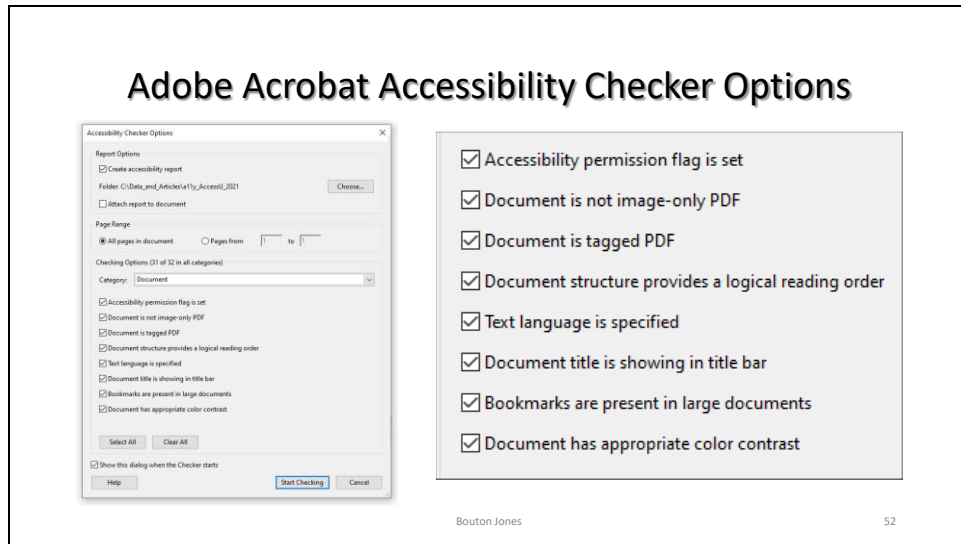 Adobe Acrobat Accessibility Checker Options
Accessibility Checker Options
Report Options
Create accessibility report
Folder: C:\Data_and_Articles\a11y_AccessU_2021
Choose...
Attach report to document
Page Range
All pages in document Pages from 1 to 1
Checking Options (31 of 32 in all categories)
Category: Document
Accessibility permission flag is set
Document is not image-only PDF
Document is tagged PDF
Document structure provides a logical reading order
Text language is specified
Document title is showing in title bar
Bookmarks are present in large documents
Document has appropriate color contrast
Select All Clear All
Show this dialog when the Checker starts
Help Start Checking Cancel
Accessibility permission flag is set
Document is not image-only PDF
Document is tagged PDF
Document structure provides a logical reading order
Text language is specified
Document title is showing in title bar
Bookmarks are present in large documents
Document has appropriate color contrast
Bouton Jones 52